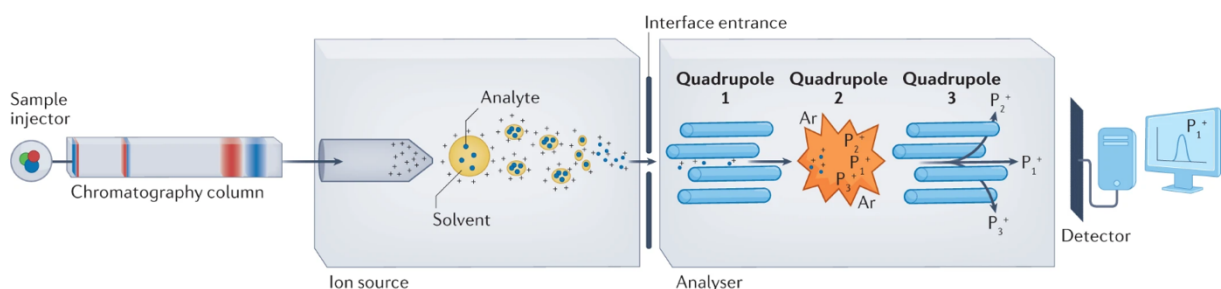 Sample
injector
Chromatography column
Analyte
Solvent
Ion source
Interface entrance
Quadrupole
1
Quadrupole
2
Quadrupole
3
Ar
P₂⁺
P₁⁺
P₃⁺
Ar
P₂⁺
P₁⁺
P₃⁺
Analyser
Detector
P₁⁺